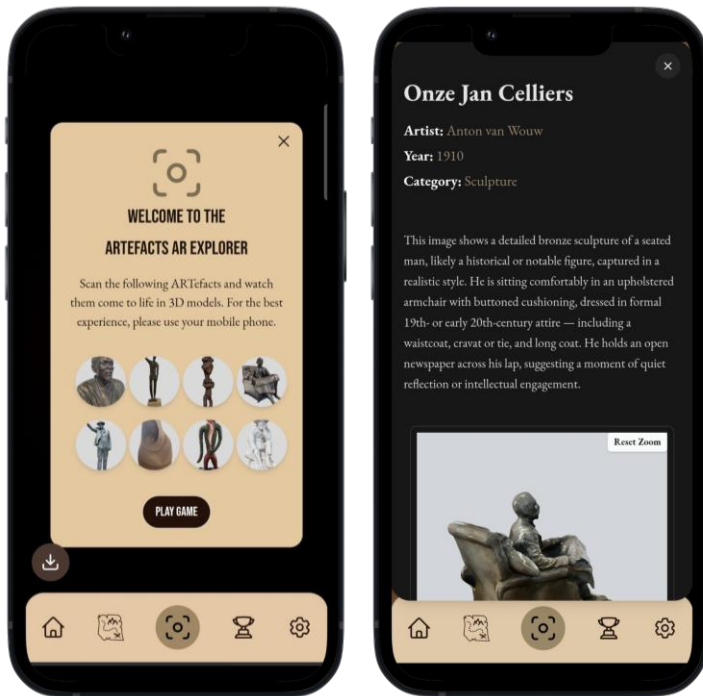 WELCOME TO THE
ARTEFACTS AR EXPLORER
Scan the following ARTefacts and watch
them come to life in 3D models. For the best
experience, please use your mobile phone.
PLAY GAME
Onze Jan Celliers
Artist: Anton van Wouw
Year: 1910
Category: Sculpture
This image shows a detailed bronze sculpture of a seated
man, likely a historical or notable figure, captured in a
realistic style. He is sitting comfortably in an upholstered
armchair with buttoned cushioning, dressed in formal
19th- or early 20th-century attire — including a
waistcoat, cravat or tie, and long coat. He holds an open
newspaper across his lap, suggesting a moment of quiet
reflection or intellectual engagement.
Reset Zoom